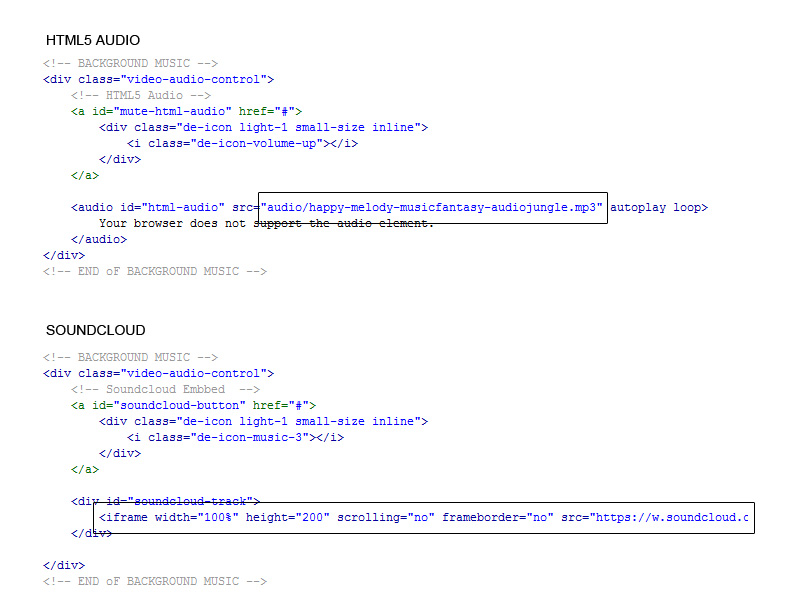 HTML5 AUDIO
<!-- BACKGROUND MUSIC -->
<div class="video-audio-control">
<!-- HTML5 Audio -->
<a id="mute-html-audio" href="#">
<div class="de-icon light-1 small-size inline">
<i class="de-icon-volume-up"></i>
</div>
</a>
<audio id="html-audio" src="audio/happy-melody-musicfantasy-audiojungle.mp3" autoplay loop>
Your browser does not support the audio element.
</audio>
</div>
<!-- END oF BACKGROUND MUSIC -->
SOUNDCLOUD
<!-- BACKGROUND MUSIC -->
<div class="video-audio-control">
<!-- Soundcloud Embbed -->
<a id="soundcloud-button" href="#">
<div class="de-icon light-1 small-size inline">
<i class="de-icon-music-3"></i>
</div>
</a>
<div id="soundcloud-track">
<iframe width="100%" height="200" scrolling="no" frameborder="no" src="https://w.soundcloud.c
</div>
</div>
<!-- END oF BACKGROUND MUSIC -->